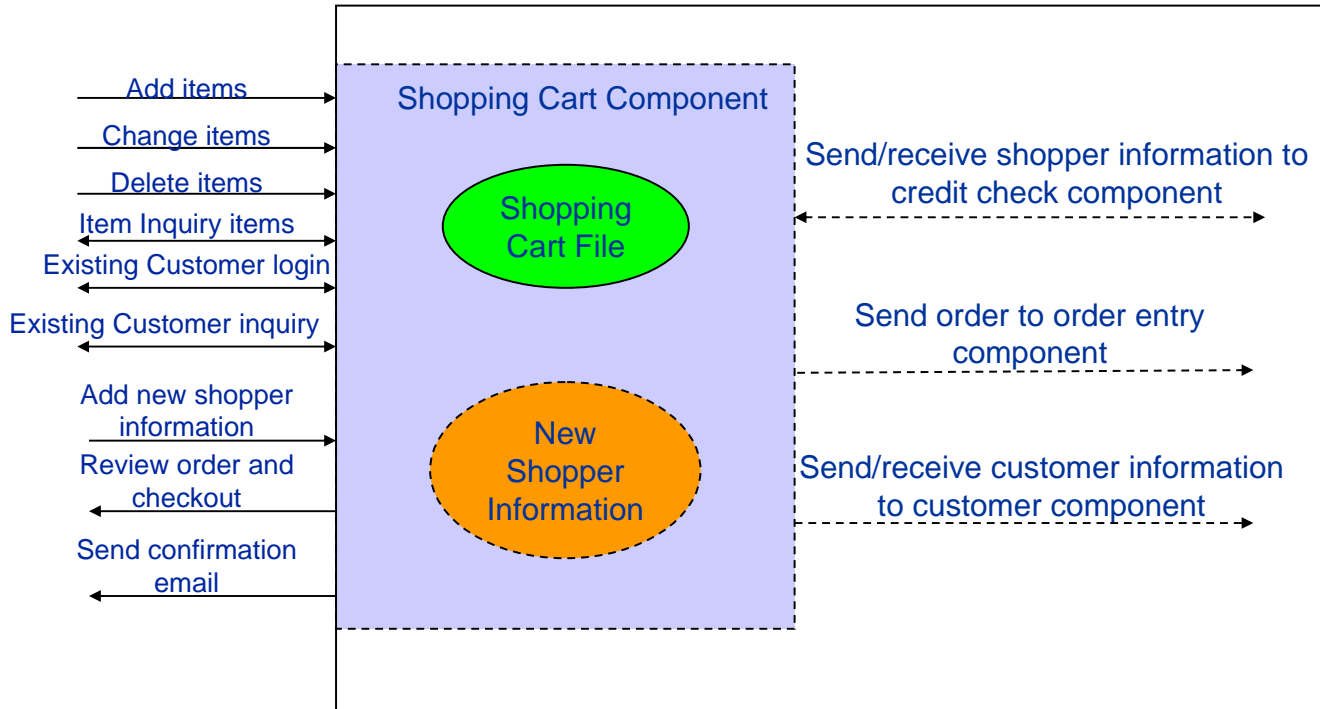 Add items
Change items
Delete items
Item Inquiry items
Existing Customer login
Existing Customer inquiry
Add new shopper
information
Review order and
checkout
Send confirmation
email
Shopping Cart Component
Shopping
Cart File
New
Shopper
Information
Send/receive shopper information to
credit check component
Send order to order entry
component
Send/receive customer information
to customer component